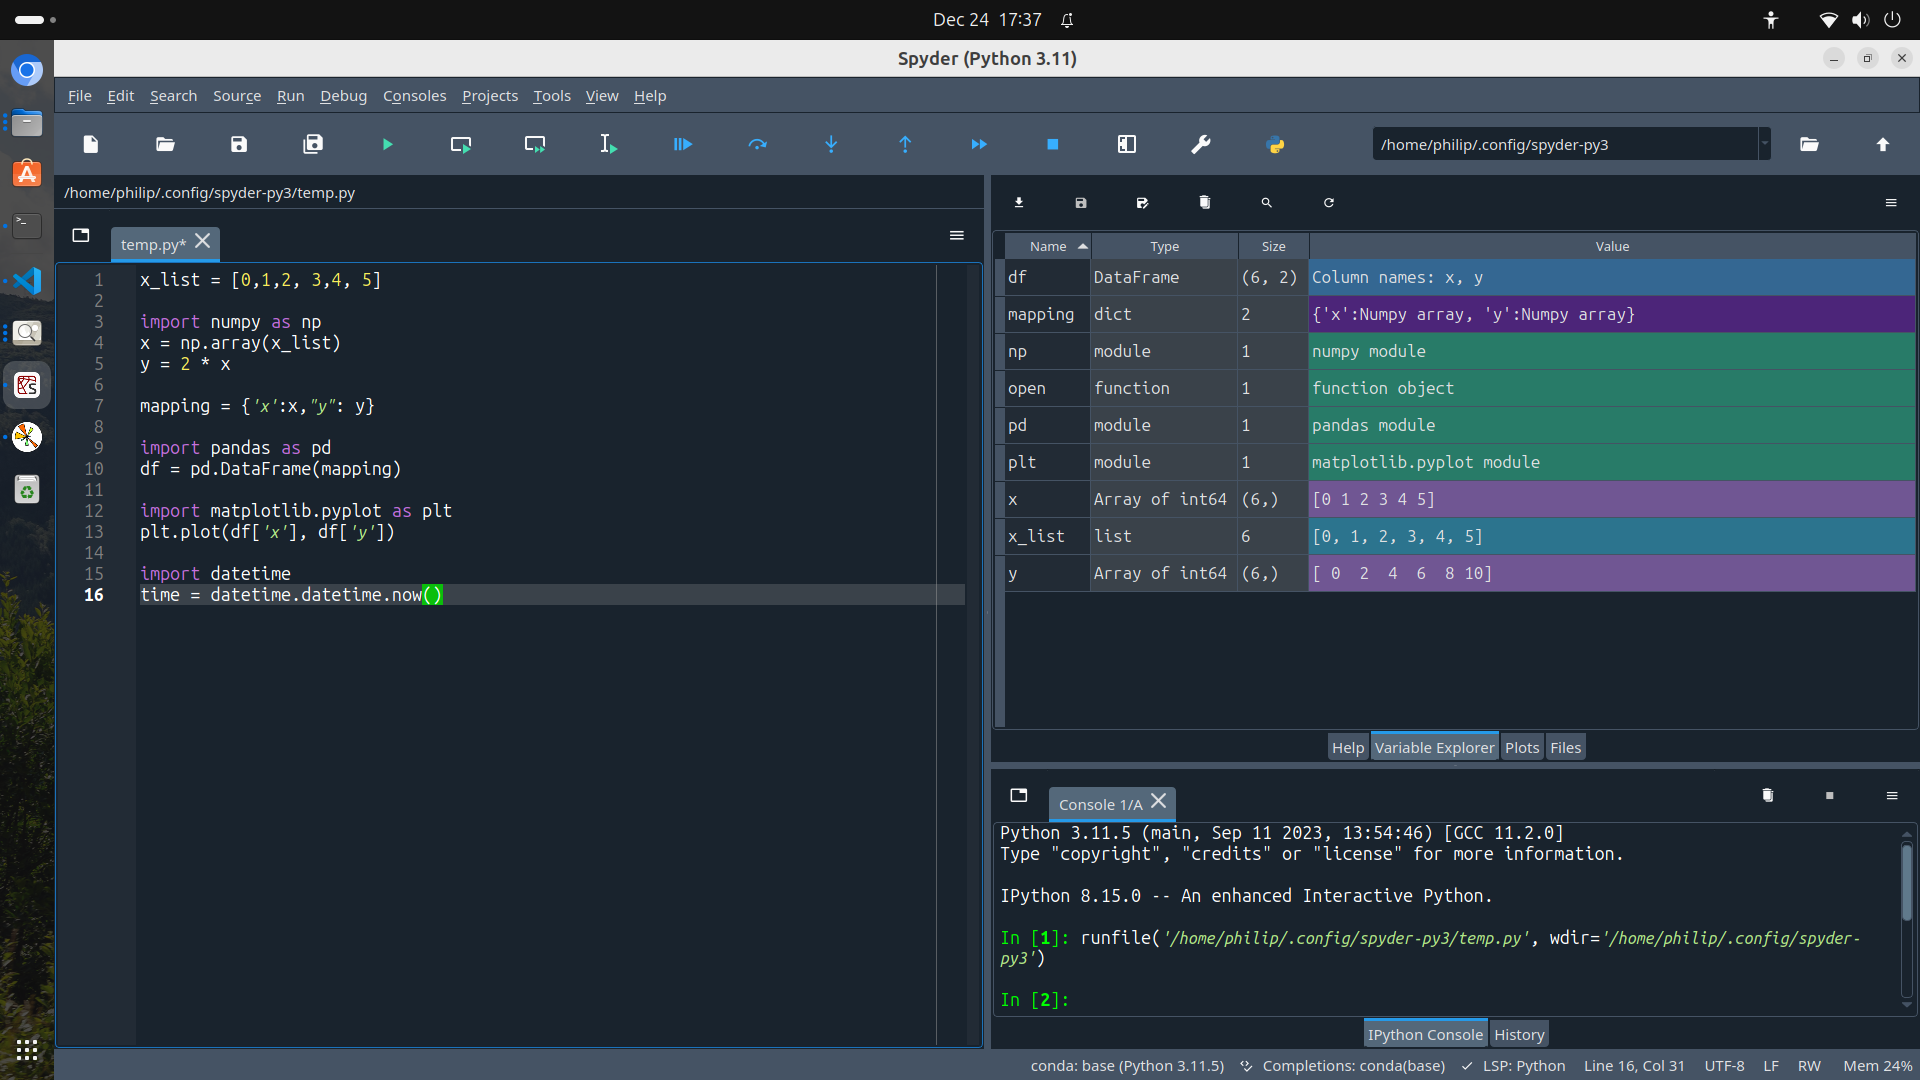 Dec 24 17:37
Spyder (Python 3.11)
File Edit Search Source Run Debug Consoles Projects Tools View Help
/home/philip/.config/spyder-py3
/home/philip/.config/spyder-py3/temp.py
temp.py*
1 x_list = [0,1,2, 3,4, 5]
2
3 import numpy as np
4 x = np.array(x_list)
5 y = 2 * x
6
7 mapping = {'x':x,"y": y}
8
9 import pandas as pd
10 df = pd.DataFrame(mapping)
11
12 import matplotlib.pyplot as plt
13 plt.plot(df['x'], df['y'])
14
15 import datetime
16 time = datetime.datetime.now()
Name Type Size Value
df DataFrame (6, 2) Column names: x, y
mapping dict 2 {'x':Numpy array, 'y':Numpy array}
np module 1 numpy module
open function 1 function object
pd module 1 pandas module
plt module 1 matplotlib.pyplot module
x Array of int64 (6,) [0 1 2 3 4 5]
x_list list 6 [0, 1, 2, 3, 4, 5]
y Array of int64 (6,) [ 0  2  4  6  8 10]
Help Variable Explorer Plots Files
Console 1/A
Python 3.11.5 (main, Sep 11 2023, 13:54:46) [GCC 11.2.0]
Type "copyright", "credits" or "license" for more information.
IPython 8.15.0 -- An enhanced Interactive Python.
In [1]: runfile('/home/philip/.config/spyder-py3/temp.py', wdir='/home/philip/.config/spyder-
py3')
In [2]:
IPython Console History
conda: base (Python 3.11.5) Completions: conda(base) LSP: Python Line 16, Col 31 UTF-8 LF RW Mem 24%